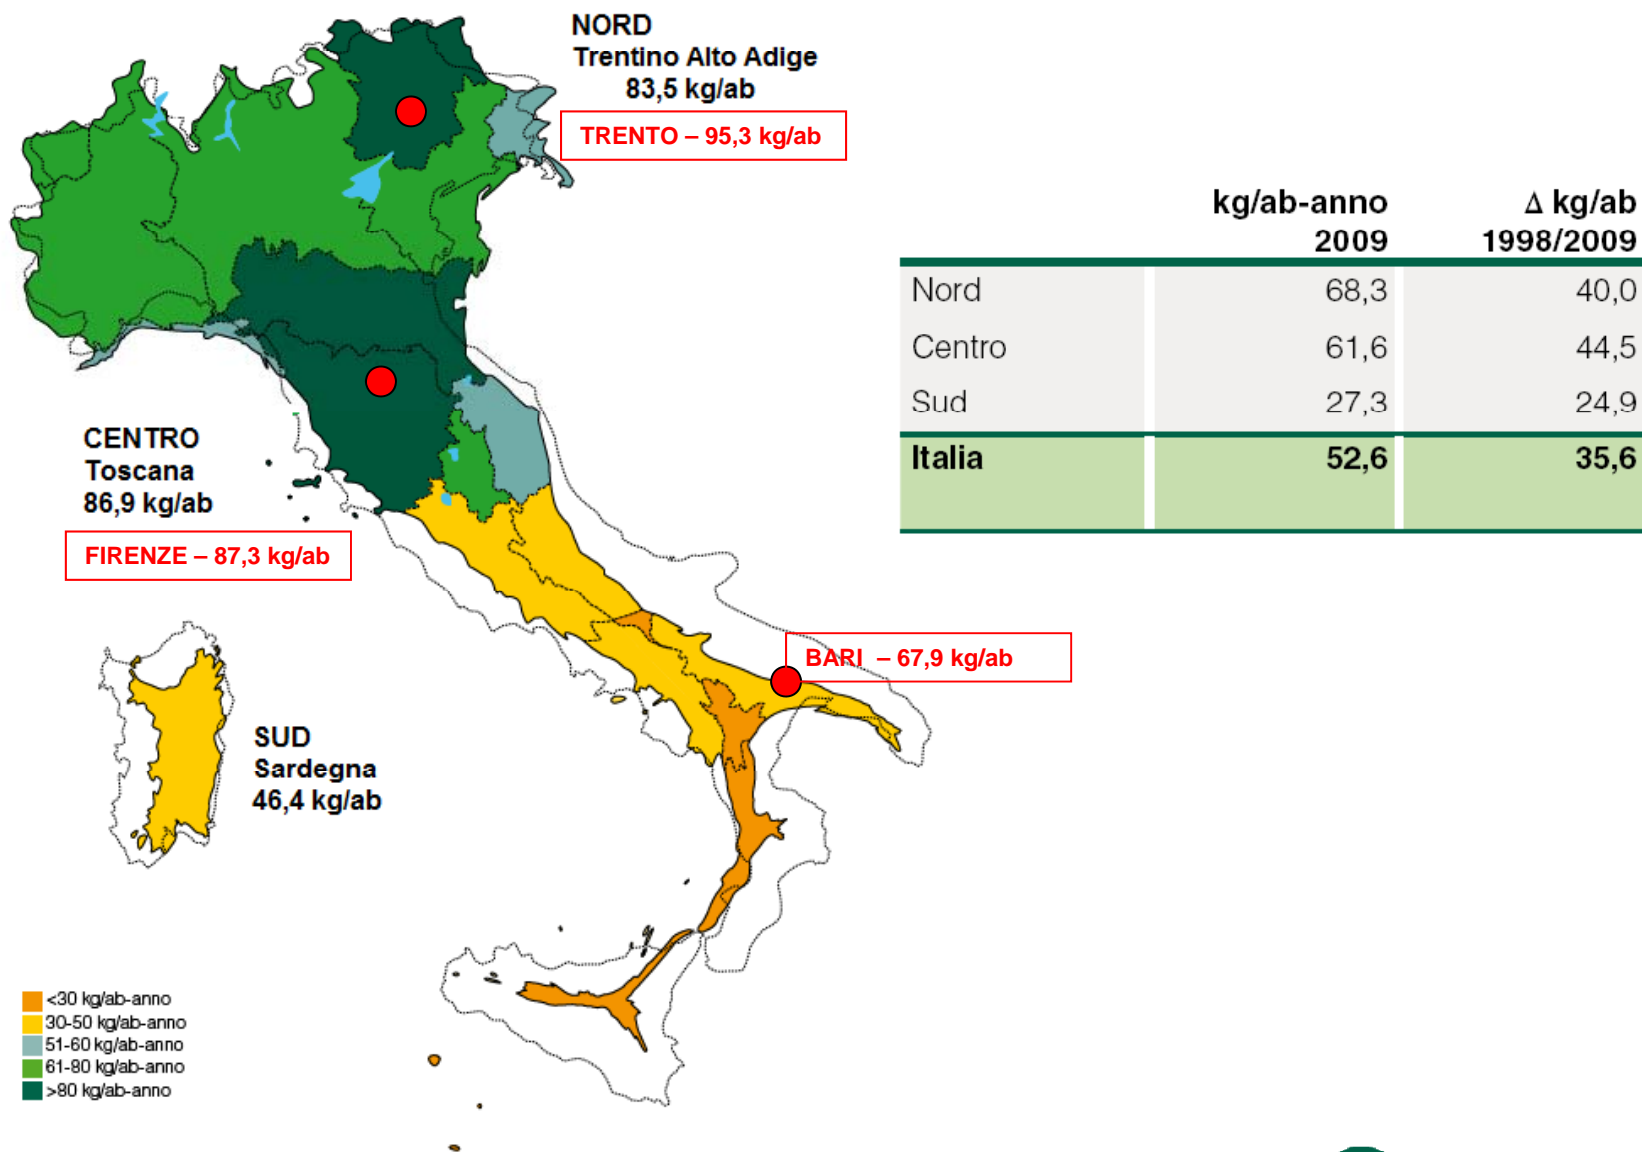 NORD
Trentino Alto Adige
83,5 kg/ab
TRENTO – 95,3 kg/ab
kg/ab-anno Δ kg/ab
2009 1998/2009
Nord 68,3 40,0
Centro 61,6 44,5
Sud 27,3 24,9
Italia 52,6 35,6
CENTRO
Toscana
86,9 kg/ab
FIRENZE – 87,3 kg/ab
BARI – 67,9 kg/ab
SUD
Sardegna
46,4 kg/ab
<30 kg/ab-anno
30-50 kg/ab-anno
51-60 kg/ab-anno
61-80 kg/ab-anno
>80 kg/ab-anno